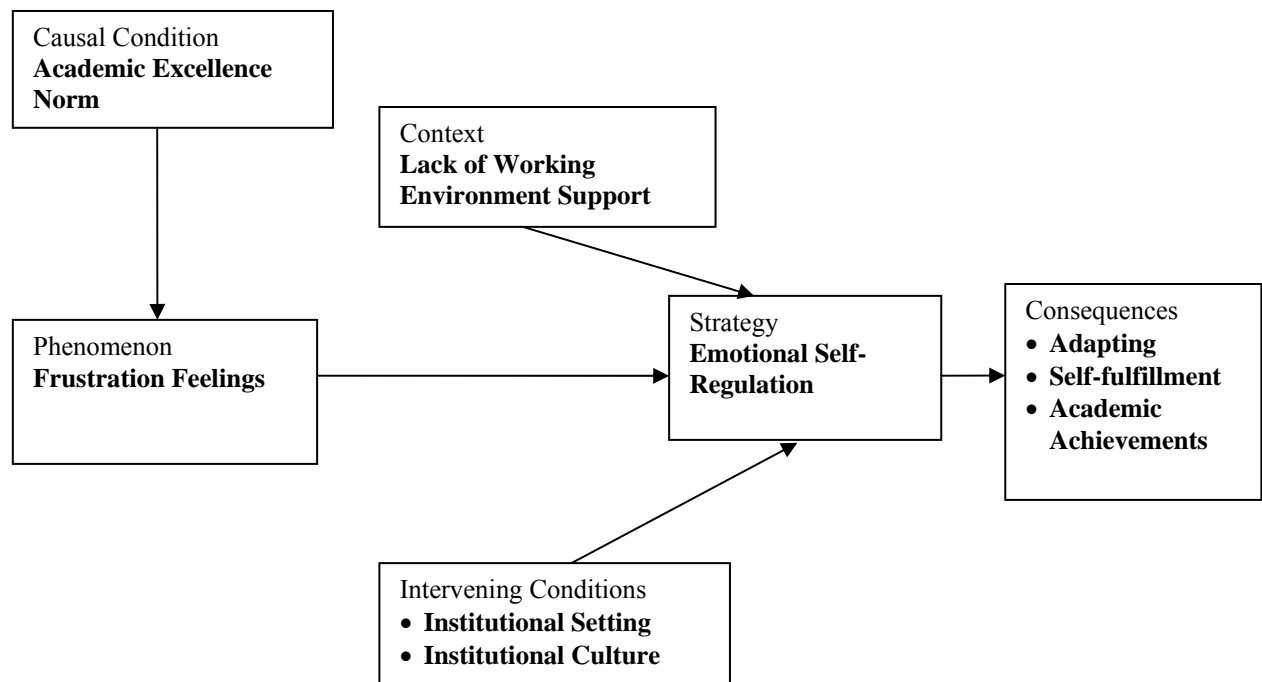 Causal Condition
Academic Excellence
Norm
Context
Lack of Working
Environment Support
Phenomenon
Frustration Feelings
Strategy
Emotional Self-
Regulation
Consequences
• Adapting
• Self-fulfillment
• Academic
Achievements
Intervening Conditions
• Institutional Setting
• Institutional Culture